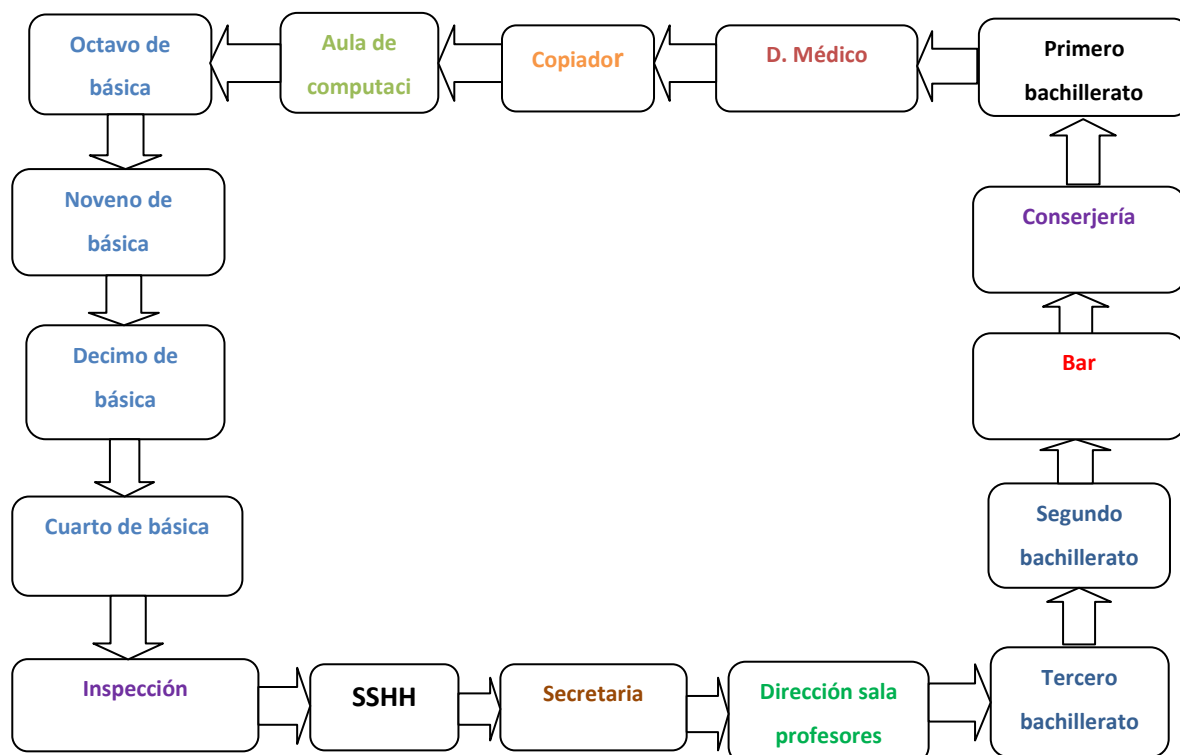 Octavo de
básica
Aula de
computaci
Copiador
D. Médico
Primero
bachillerato
Noveno de
básica
Conserjería
Decimo de
básica
Bar
Cuarto de básica
Segundo
bachillerato
Inspección
SSHH
Secretaria
Dirección sala
profesores
Tercero
bachillerato